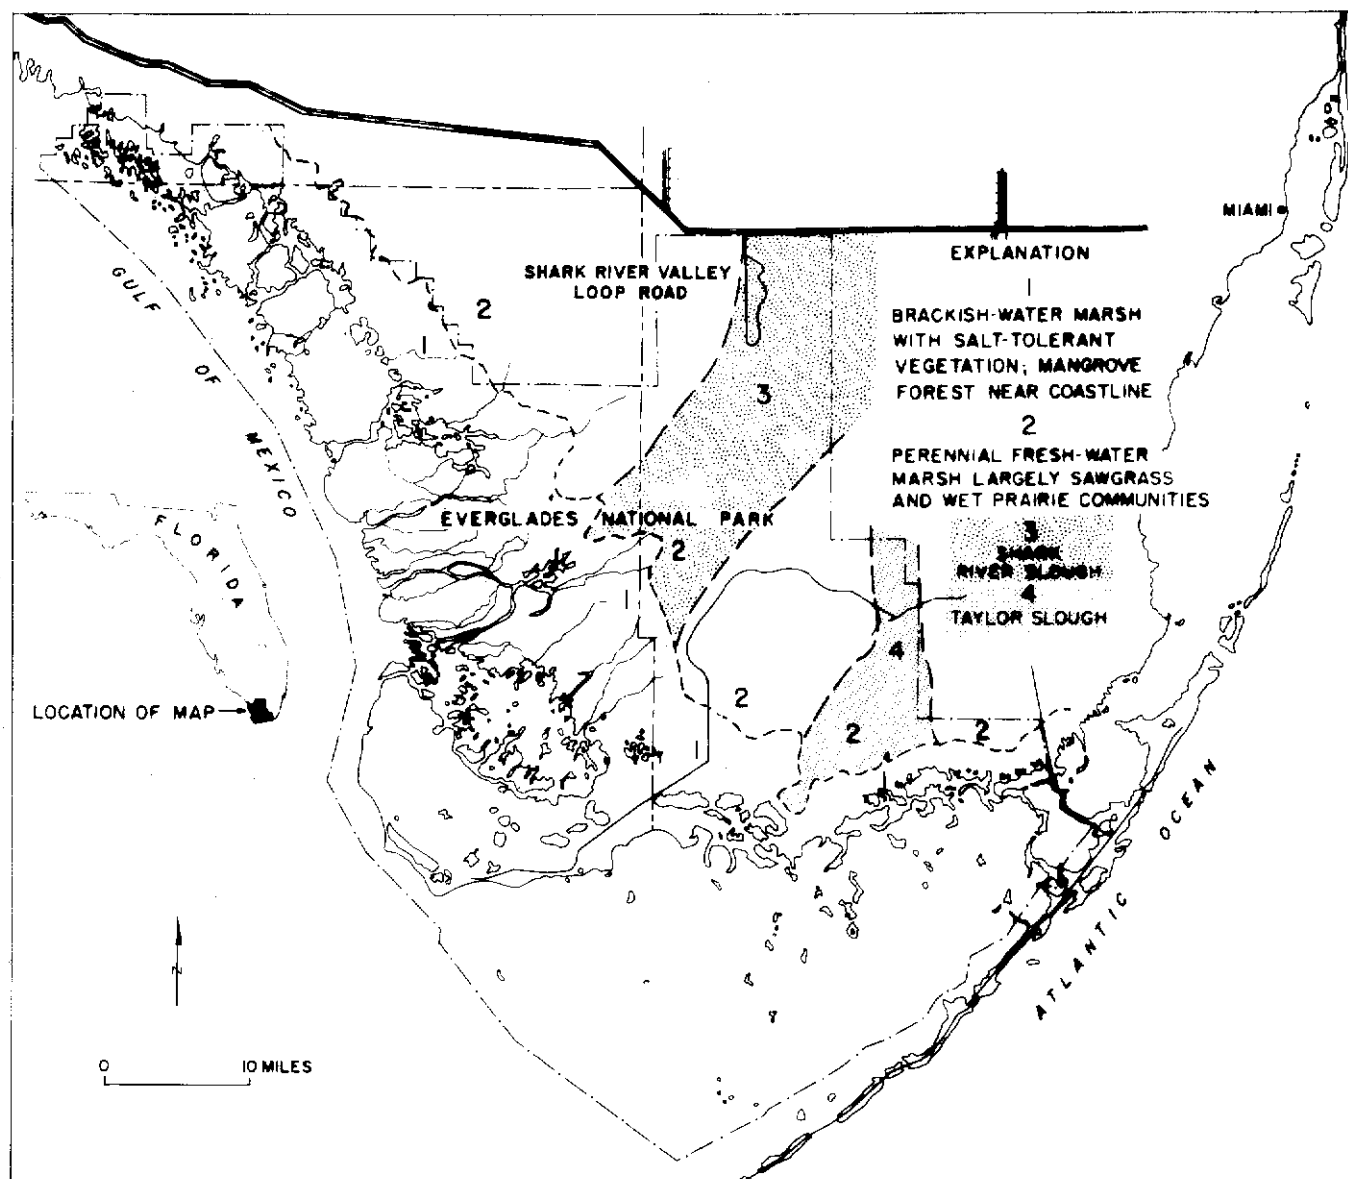 MIAMI
EXPLANATION
1
BRACKISH-WATER MARSH
WITH SALT-TOLERANT
VEGETATION; MANGROVE
FOREST NEAR COASTLINE
2
PERENNIAL FRESH-WATER
MARSH LARGELY SAWGRASS
AND WET PRAIRIE COMMUNITIES
3
SHARK
RIVER SLOUGH
4
TAYLOR SLOUGH
SHARK RIVER VALLEY
LOOP ROAD
GULF OF MEXICO
2
1
3
EVERGLADES NATIONAL PARK
2
1
FLORIDA
4
2
2
2
1
1
LOCATION OF MAP
ATLANTIC OCEAN
N
0 10 MILES